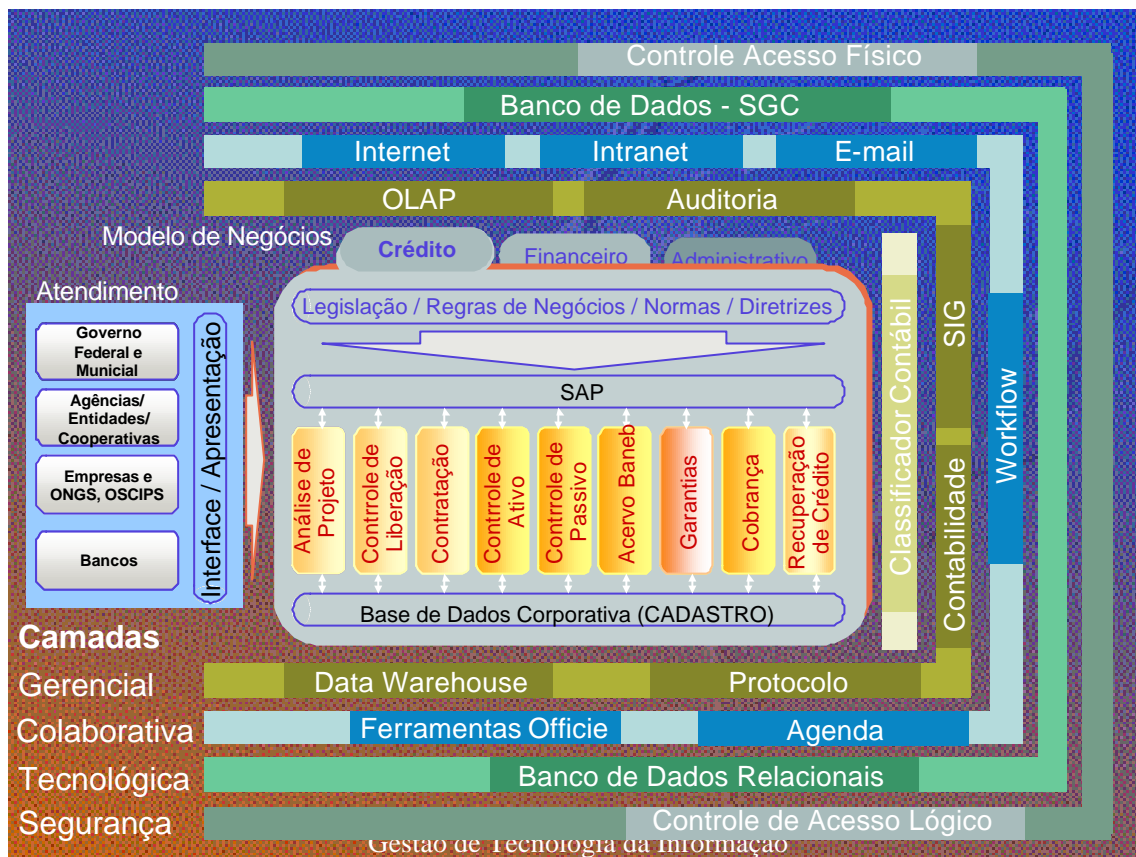 Controle Acesso Físico
Banco de Dados - SGC
Internet
Intranet
E-mail
OLAP
Auditoria
Modelo de Negócios
Crédito
Financeiro
Administrativo
Atendimento
Governo
Federal e
Municial
Agências/
Entidades/
Cooperativas
Empresas e
ONGS, OSCIPS
Bancos
Interface / Apresentação
Legislação / Regras de Negócios / Normas / Diretrizes
SAP
Análise de
Projeto
Controle de
Liberação
Contratação
Controle de
Ativo
Controle de
Passivo
Acervo Baneb
Garantias
Cobrança
Recuperação
de Crédito
Base de Dados Corporativa (CADASTRO)
Classificador Contábil
SIG
Contabilidade
Workflow
Camadas
Gerencial
Data Warehouse
Protocolo
Colaborativa
Ferramentas Officie
Agenda
Tecnológica
Banco de Dados Relacionais
Segurança
Controle de Acesso Lógico
Gestão de Tecnologia da Informação